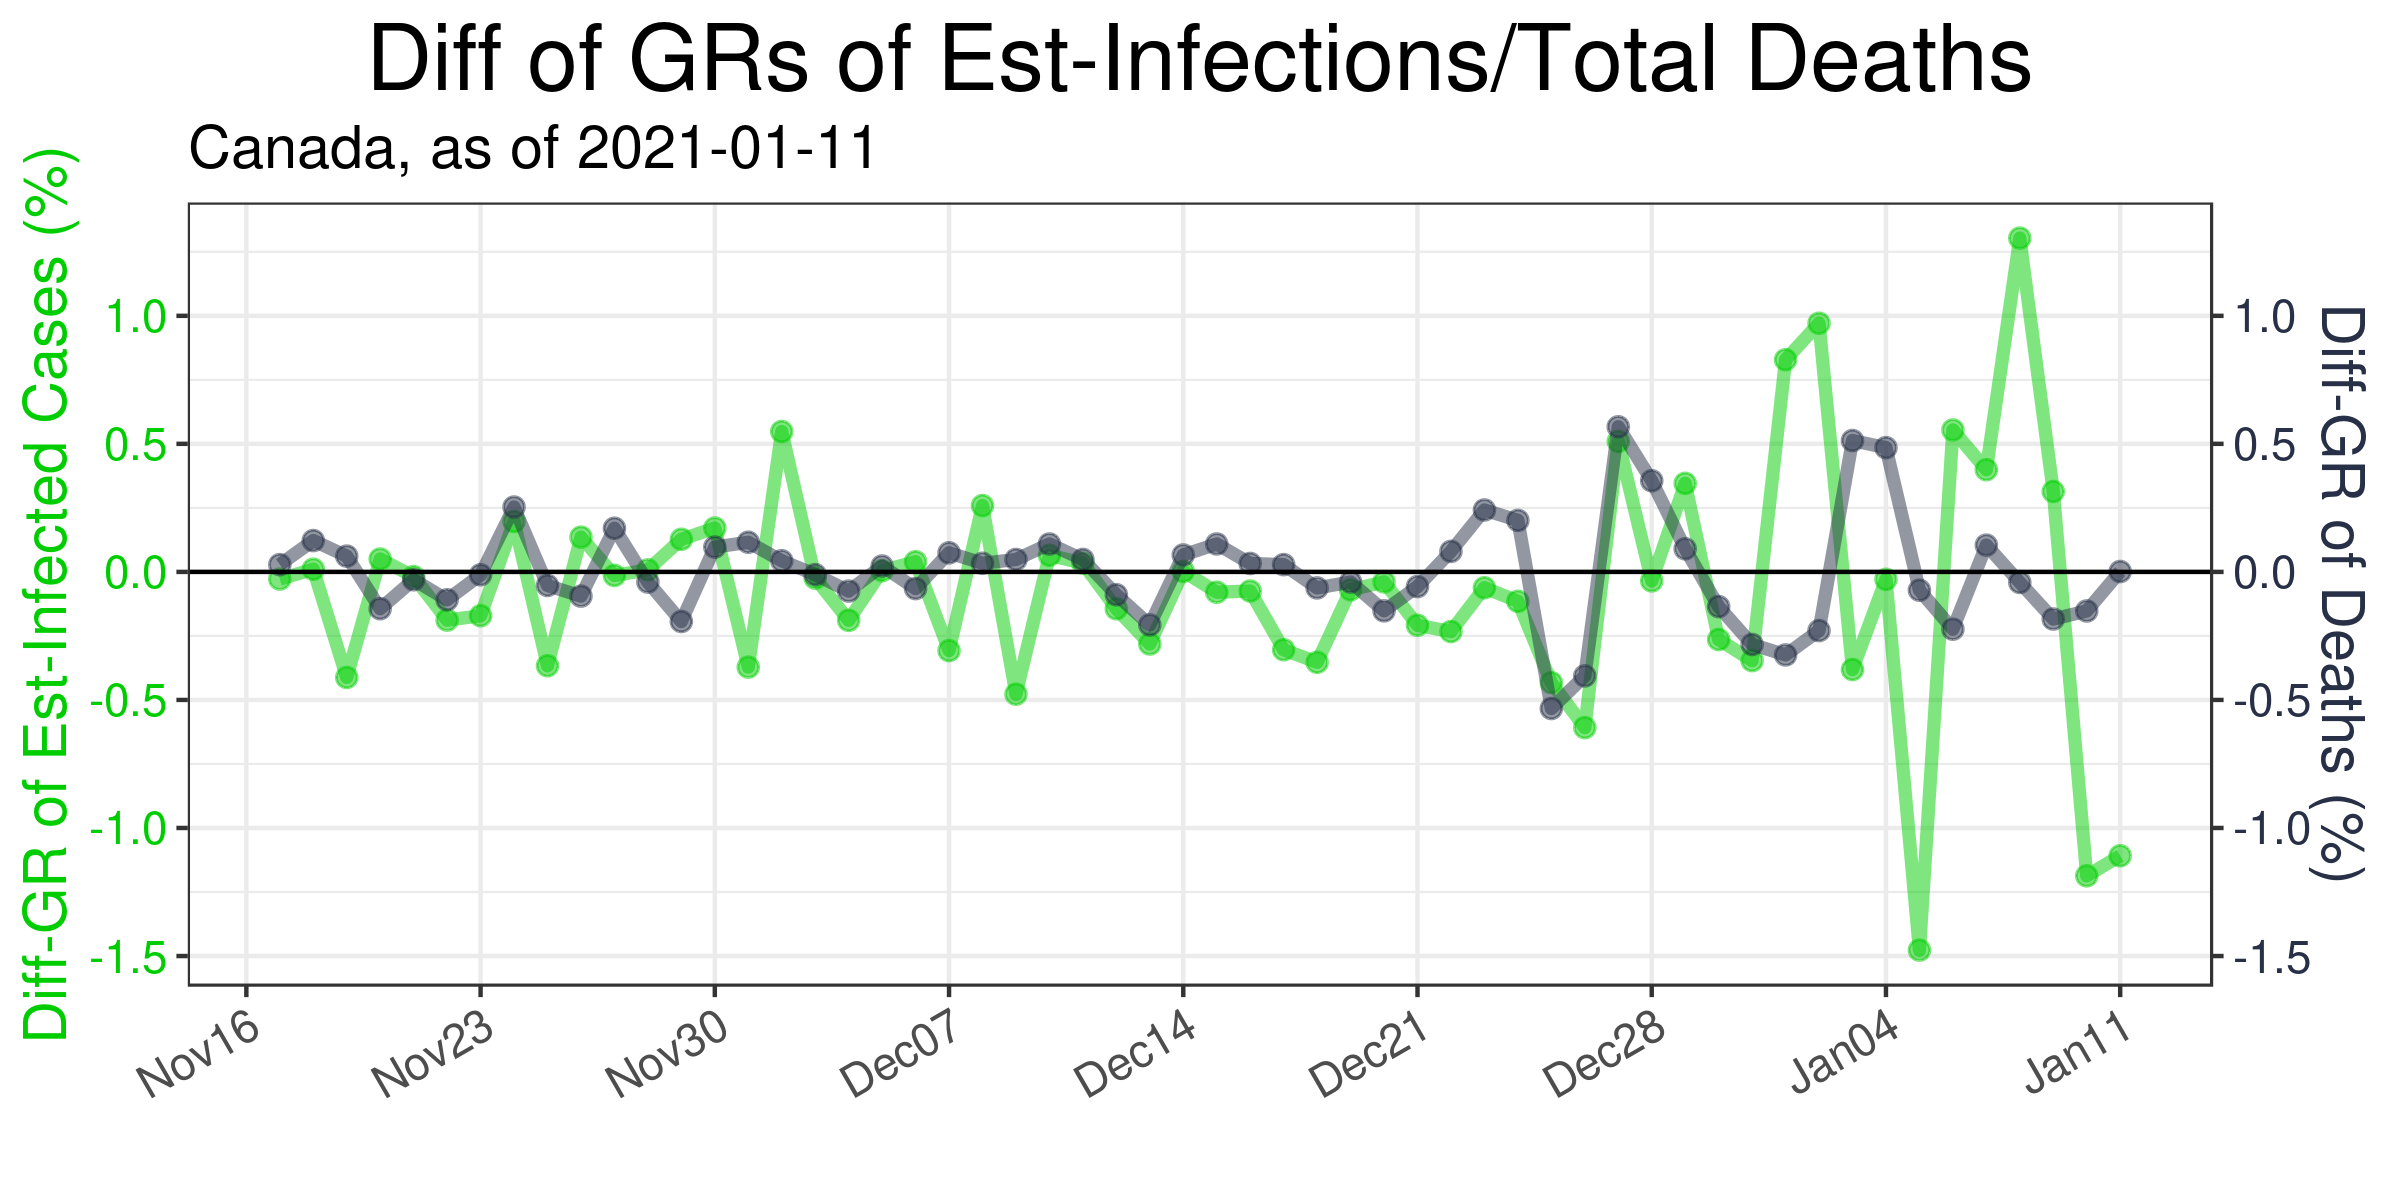 Diff of GRs of Est-Infections/Total Deaths
Canada, as of 2021-01-11
Diff-GR of Est-Infected Cases (%)
1.0
0.5
0.0
-0.5
-1.0
-1.5
1.0
0.5
0.0
-0.5
-1.0
-1.5
Diff-GR of Deaths (%)
Nov16
Nov23
Nov30
Dec07
Dec14
Dec21
Dec28
Jan04
Jan11